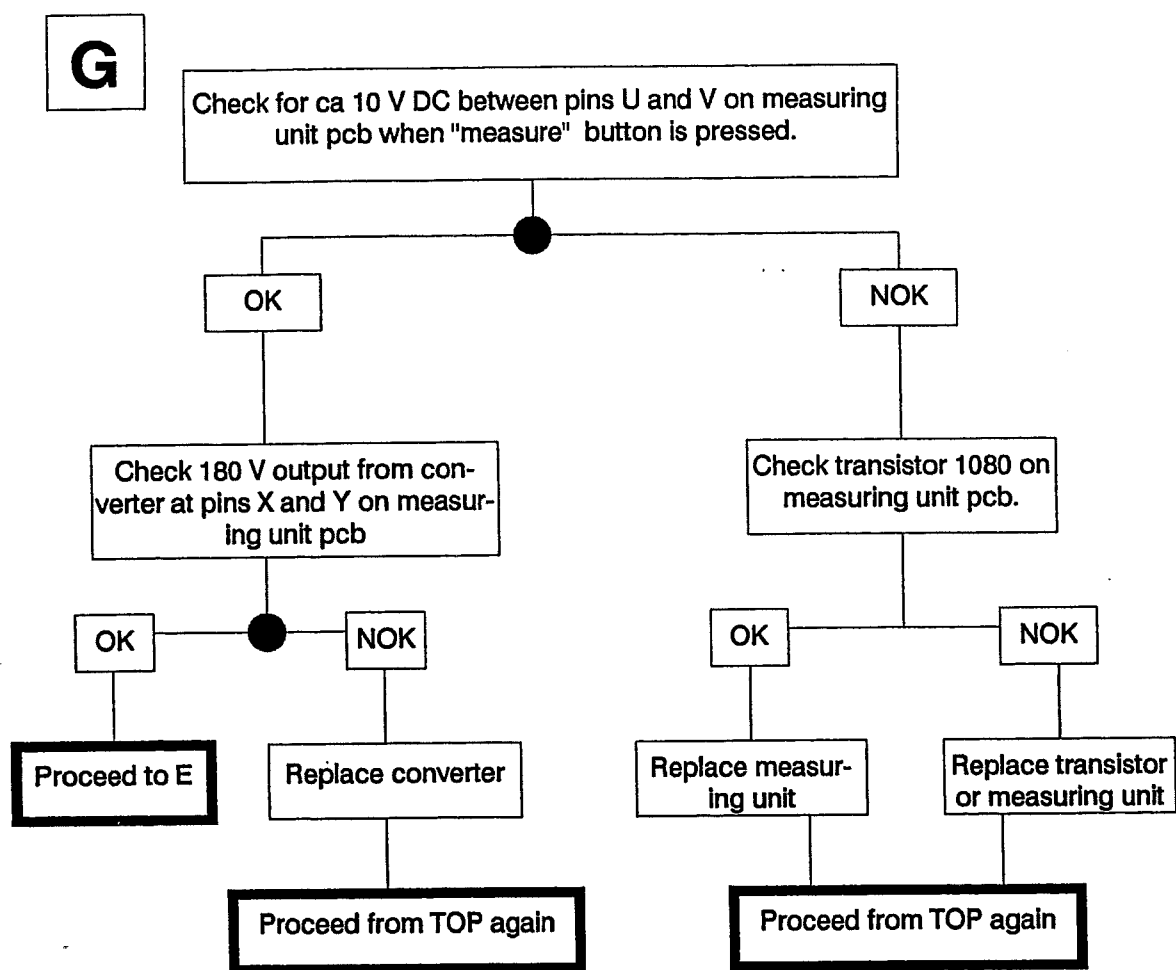 G
Check for ca 10 V DC between pins U and V on measuring
unit pcb when "measure" button is pressed.
OK
NOK
Check 180 V output from con-
verter at pins X and Y on measur-
ing unit pcb
Check transistor 1080 on
measuring unit pcb.
OK
NOK
OK
NOK
Proceed to E
Replace converter
Replace measur-
ing unit
Replace transistor
or measuring unit
Proceed from TOP again
Proceed from TOP again